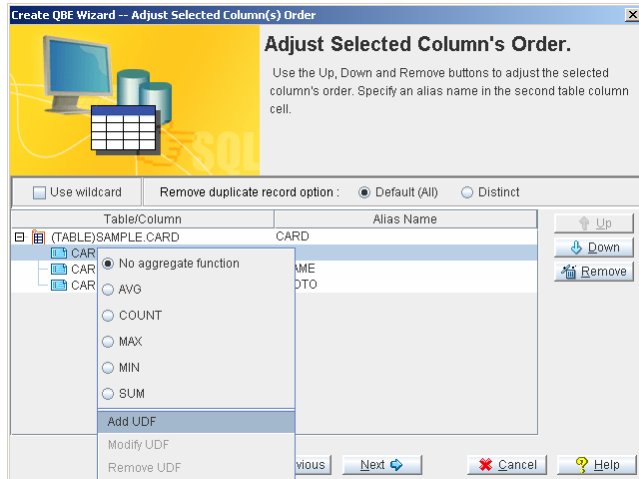 Create QBE Wizard -- Adjust Selected Column(s) Order
Adjust Selected Column's Order.
Use the Up, Down and Remove buttons to adjust the selected
column's order. Specify an alias name in the second table column
cell.
SQL
Use wildcard Remove duplicate record option : Default (All) Distinct
Table/Column Alias Name
(TABLE)SAMPLE.CARD CARD
CAR
CAR AME
CAR OTO
No aggregate function
AVG
COUNT
MAX
MIN
SUM
Add UDF
Modify UDF
Remove UDF
Up
Down
Remove
vious Next Cancel Help